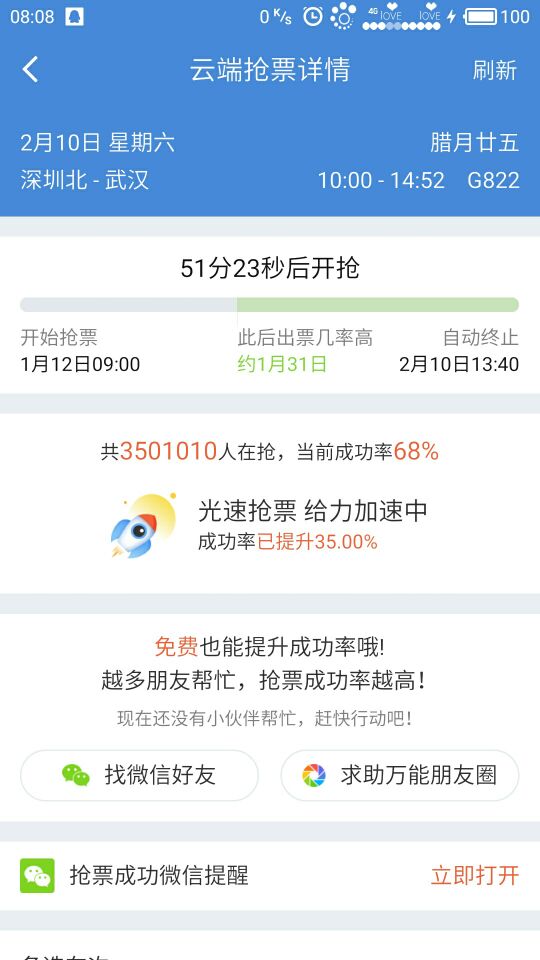 08:08 0 K/s 4G lOVE lOVE 100
云端抢票详情 刷新
2月10日 星期六 腊月廿五
深圳北 - 武汉 10:00 - 14:52 G822
51分23秒后开抢
开始抢票 此后出票几率高 自动终止
1月12日09:00 约1月31日 2月10日13:40
共3501010人在抢，当前成功率68%
光速抢票 给力加速中
成功率已提升35.00%
免费也能提升成功率哦!
越多朋友帮忙，抢票成功率越高！
现在还没有小伙伴帮忙，赶快行动吧！
找微信好友 求助万能朋友圈
抢票成功微信提醒 立即打开